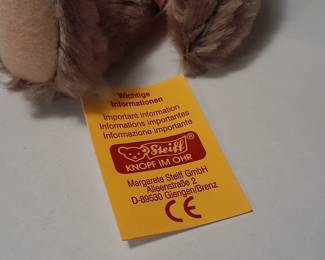 Wichtige
Informationen
Important information
Informations importantes
Informazione importante
Steiff®
KNOPF IM OHR
Margarete Steiff GmbH
Alleenstraße 2
D-89530 Giengen/Brenz
CE